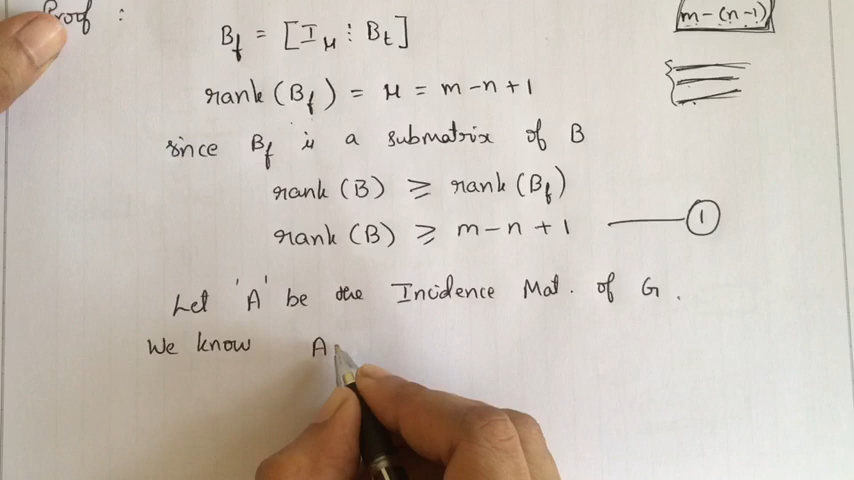 Proof :
m-(n-1)
B_f = [I_μ ⋮ B_t]
rank (B_f) = μ = m-n+1
since B_f is a submatrix of B
rank (B) ≥ rank (B_f)
rank (B) ≥ m-n+1 ——— ①
Let 'A' be the Incidence Mat. of G.
We know A